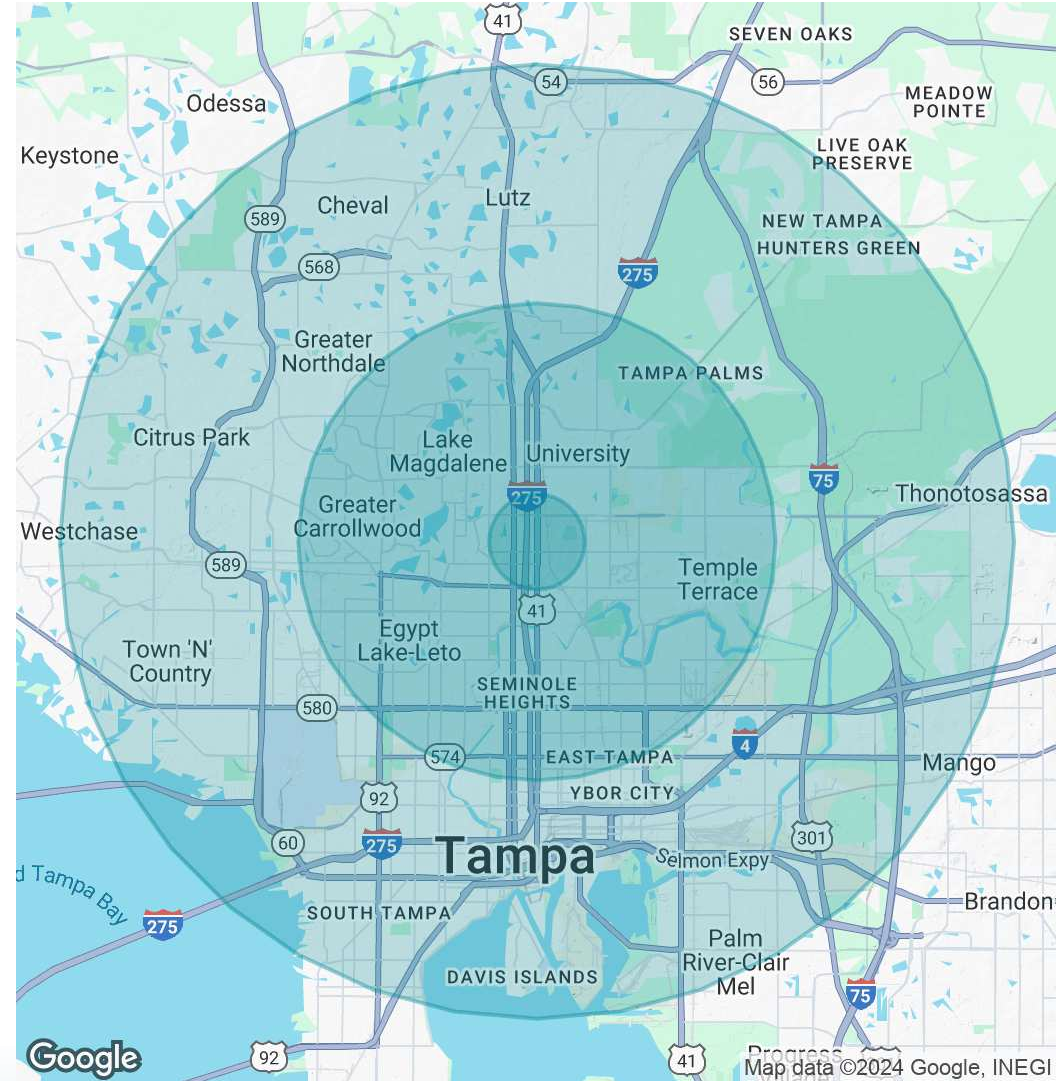 41
SEVEN OAKS
54
56
Odessa
MEADOW
POINTE
Keystone
LIVE OAK
PRESERVE
Cheval
Lutz
589
NEW TAMPA
HUNTERS GREEN
568
275
Greater
Northdale
TAMPA PALMS
Citrus Park
Lake
Magdalene
University
275
75
Thonotosassa
Greater
Carrollwood
Westchase
589
Temple
Terrace
41
Egypt
Lake-Leto
Town 'N'
Country
SEMINOLE
HEIGHTS
580
574
EAST TAMPA
4
Mango
YBOR CITY
92
60
275
Tampa
301
Selmon Expy
d Tampa Bay
275
SOUTH TAMPA
Brandon
Palm
River-Clair
Mel
DAVIS ISLANDS
75
Google
92
41
Progress
Village
Map data ©2024 Google, INEGI